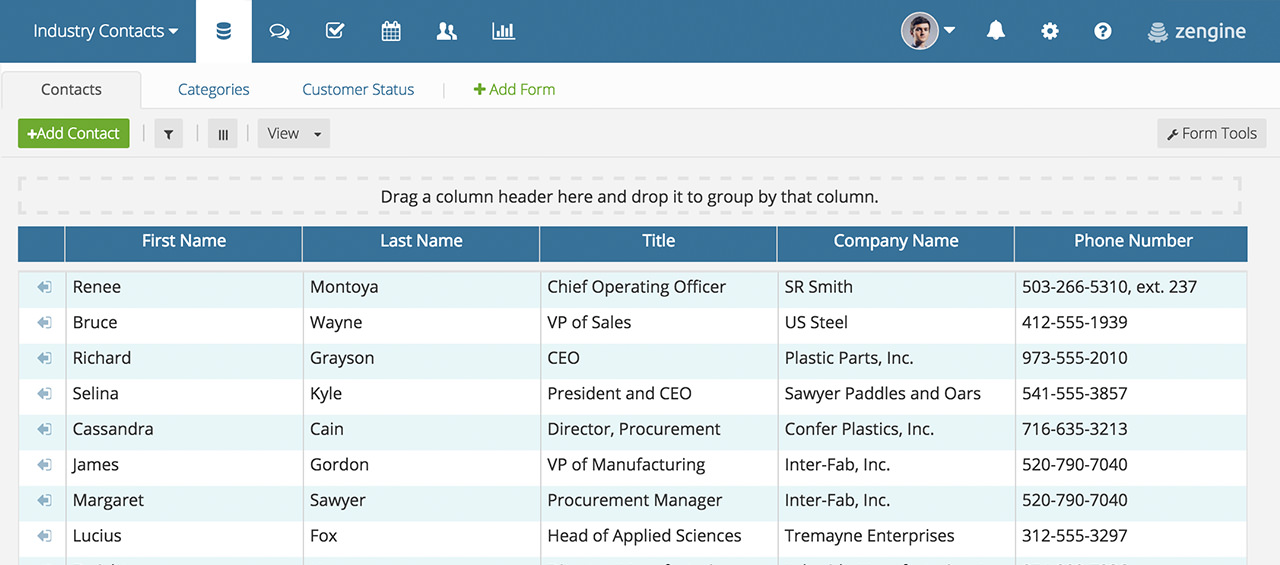 Industry Contacts
zengine
Contacts Categories Customer Status + Add Form
+Add Contact View Form Tools
Drag a column header here and drop it to group by that column.
First Name Last Name Title Company Name Phone Number
Renee Montoya Chief Operating Officer SR Smith 503-266-5310, ext. 237
Bruce Wayne VP of Sales US Steel 412-555-1939
Richard Grayson CEO Plastic Parts, Inc. 973-555-2010
Selina Kyle President and CEO Sawyer Paddles and Oars 541-555-3857
Cassandra Cain Director, Procurement Confer Plastics, Inc. 716-635-3213
James Gordon VP of Manufacturing Inter-Fab, Inc. 520-790-7040
Margaret Sawyer Procurement Manager Inter-Fab, Inc. 520-790-7040
Lucius Fox Head of Applied Sciences Tremayne Enterprises 312-555-3297